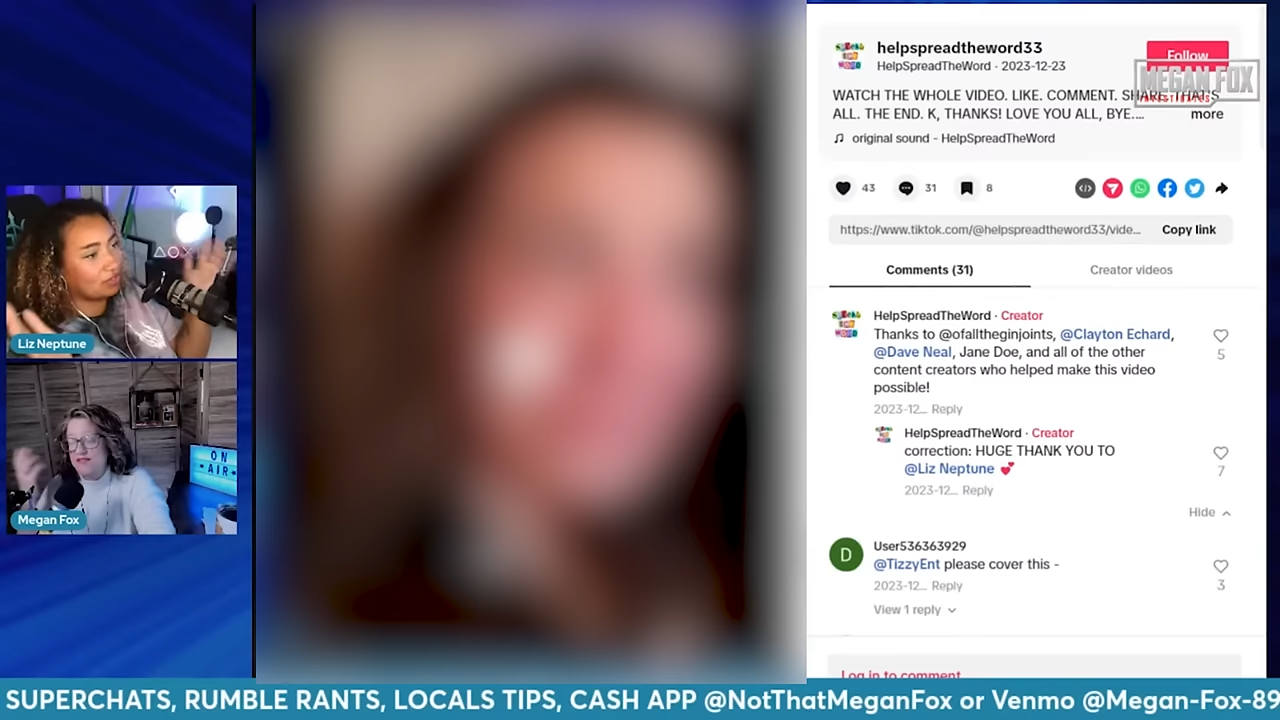 helpspreadtheword33
HelpSpreadTheWord · 2023-12-23
Follow
MEGAN FOX
INVESTIGATES
WATCH THE WHOLE VIDEO. LIKE. COMMENT. SHARE. THAT'S
ALL. THE END. K, THANKS! LOVE YOU ALL, BYE....
more
original sound - HelpSpreadTheWord
43
31
8
https://www.tiktok.com/@helpspreadtheword33/vide...
Copy link
Comments (31)
Creator videos
HelpSpreadTheWord · Creator
Thanks to @ofalltheginjoints, @Clayton Echard,
@Dave Neal, Jane Doe, and all of the other
content creators who helped make this video
possible!
5
2023-12... Reply
HelpSpreadTheWord · Creator
correction: HUGE THANK YOU TO
@Liz Neptune 💕
7
2023-12... Reply
Hide
D
User536363929
@TizzyEnt please cover this -
3
2023-12... Reply
View 1 reply
Log in to comment
Liz Neptune
ON
AIR
Megan Fox
SUPERCHATS, RUMBLE RANTS, LOCALS TIPS, CASH APP @NotThatMeganFox or Venmo @Megan-Fox-89